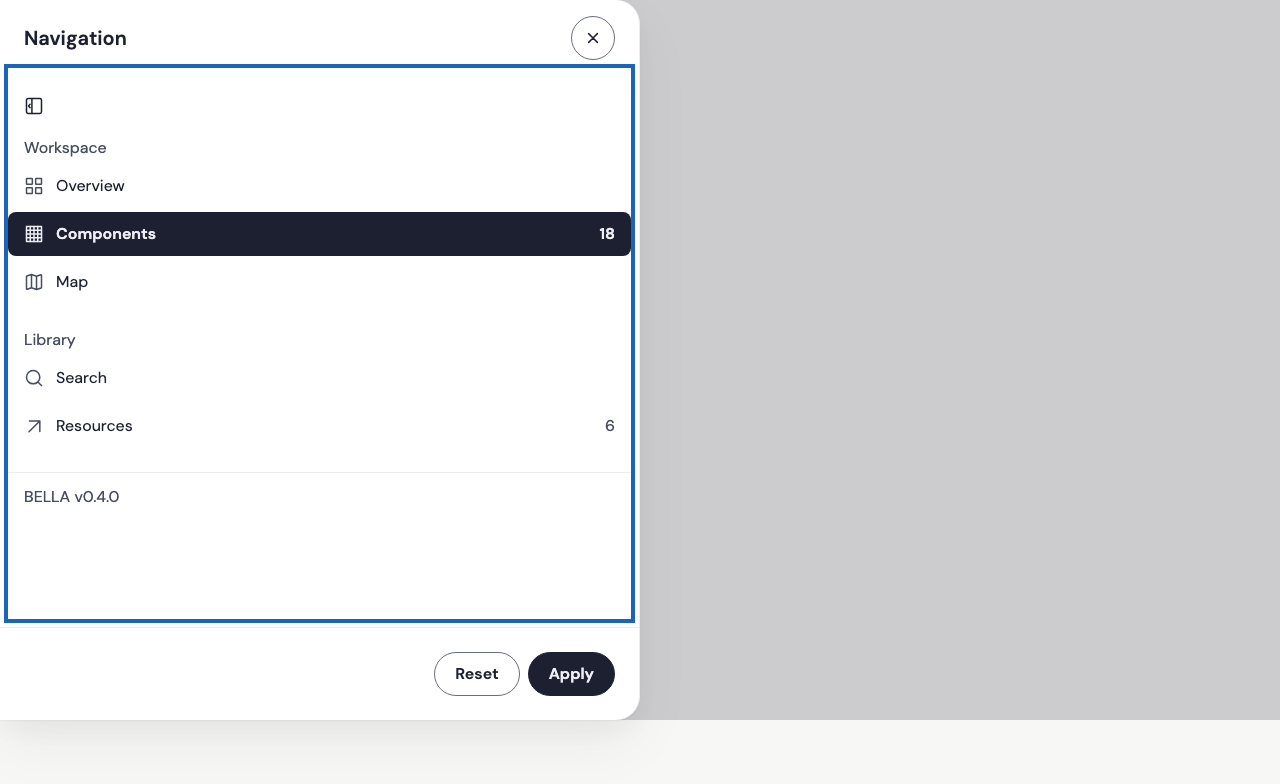 Navigation
Workspace
Overview
Components 18
Map
Library
Search
Resources 6
BELLA v0.4.0
Reset Apply